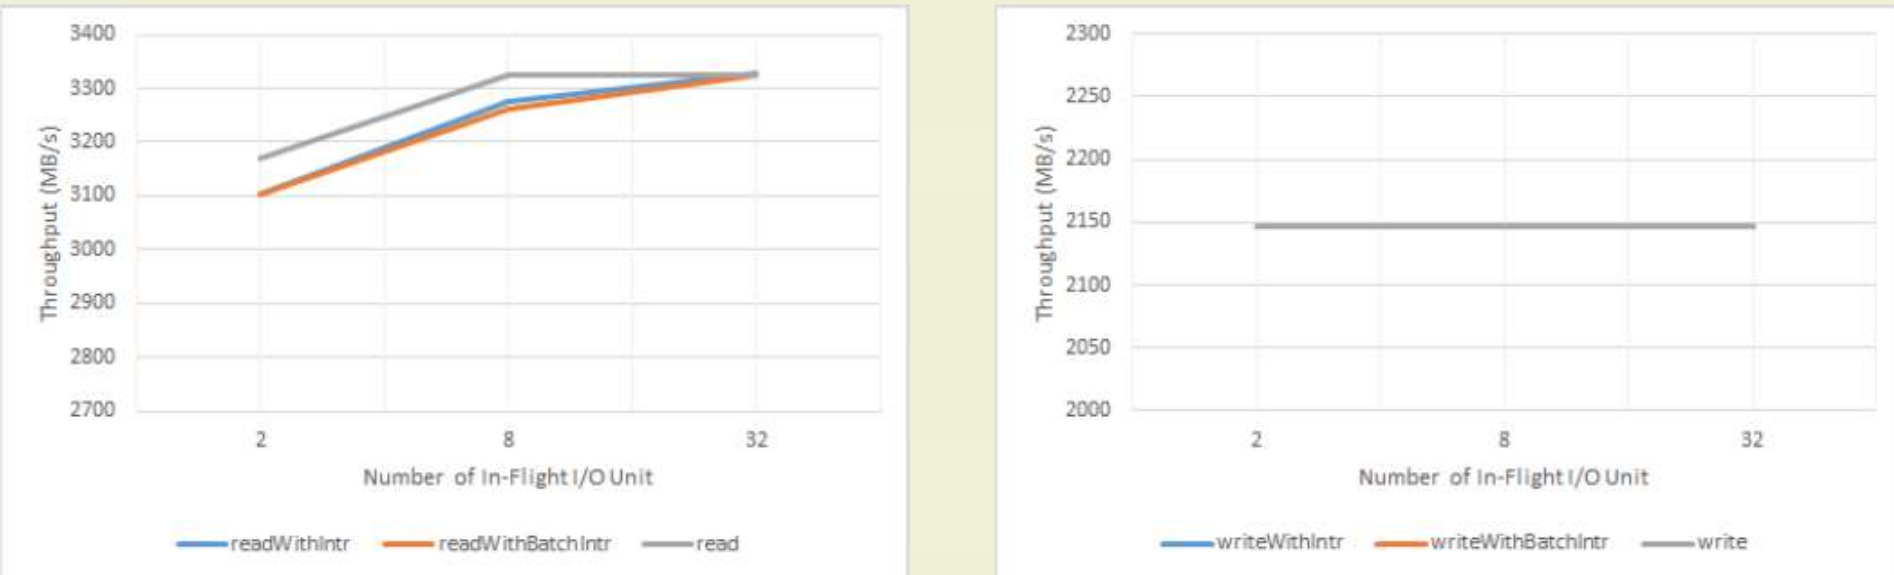 3400
3300
3200
3100
3000
2900
2800
2700
Throughput (MB/s)
2 8 32
Number of In-Flight I/O Unit
readWithIntr readWithBatchIntr read
2300
2250
2200
2150
2100
2050
2000
Throughput (MB/s)
2 8 32
Number of In-Flight I/O Unit
writeWithIntr writeWithBatchIntr write